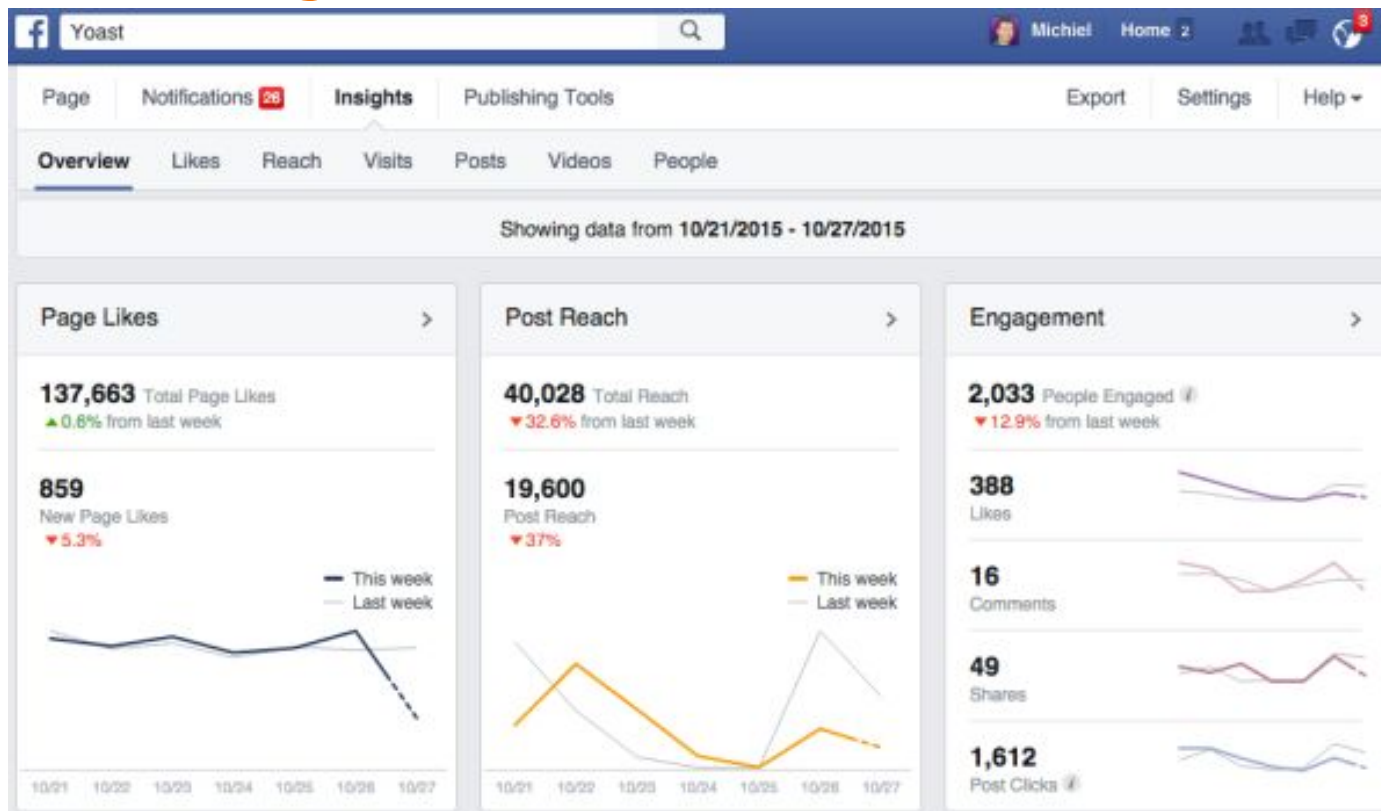 f Yoast Michiel Home 2 3
Page Notifications 26 Insights Publishing Tools Export Settings Help
Overview Likes Reach Visits Posts Videos People
Showing data from 10/21/2015 - 10/27/2015
Page Likes >
137,663 Total Page Likes
▲0.6% from last week
859
New Page Likes
▼5.3%
This week
Last week
10/21 10/22 10/23 10/24 10/25 10/26 10/27
Post Reach >
40,028 Total Reach
▼32.6% from last week
19,600
Post Reach
▼37%
This week
Last week
10/21 10/22 10/23 10/24 10/25 10/26 10/27
Engagement >
2,033 People Engaged i
▼12.9% from last week
388
Likes
16
Comments
49
Shares
1,612
Post Clicks i